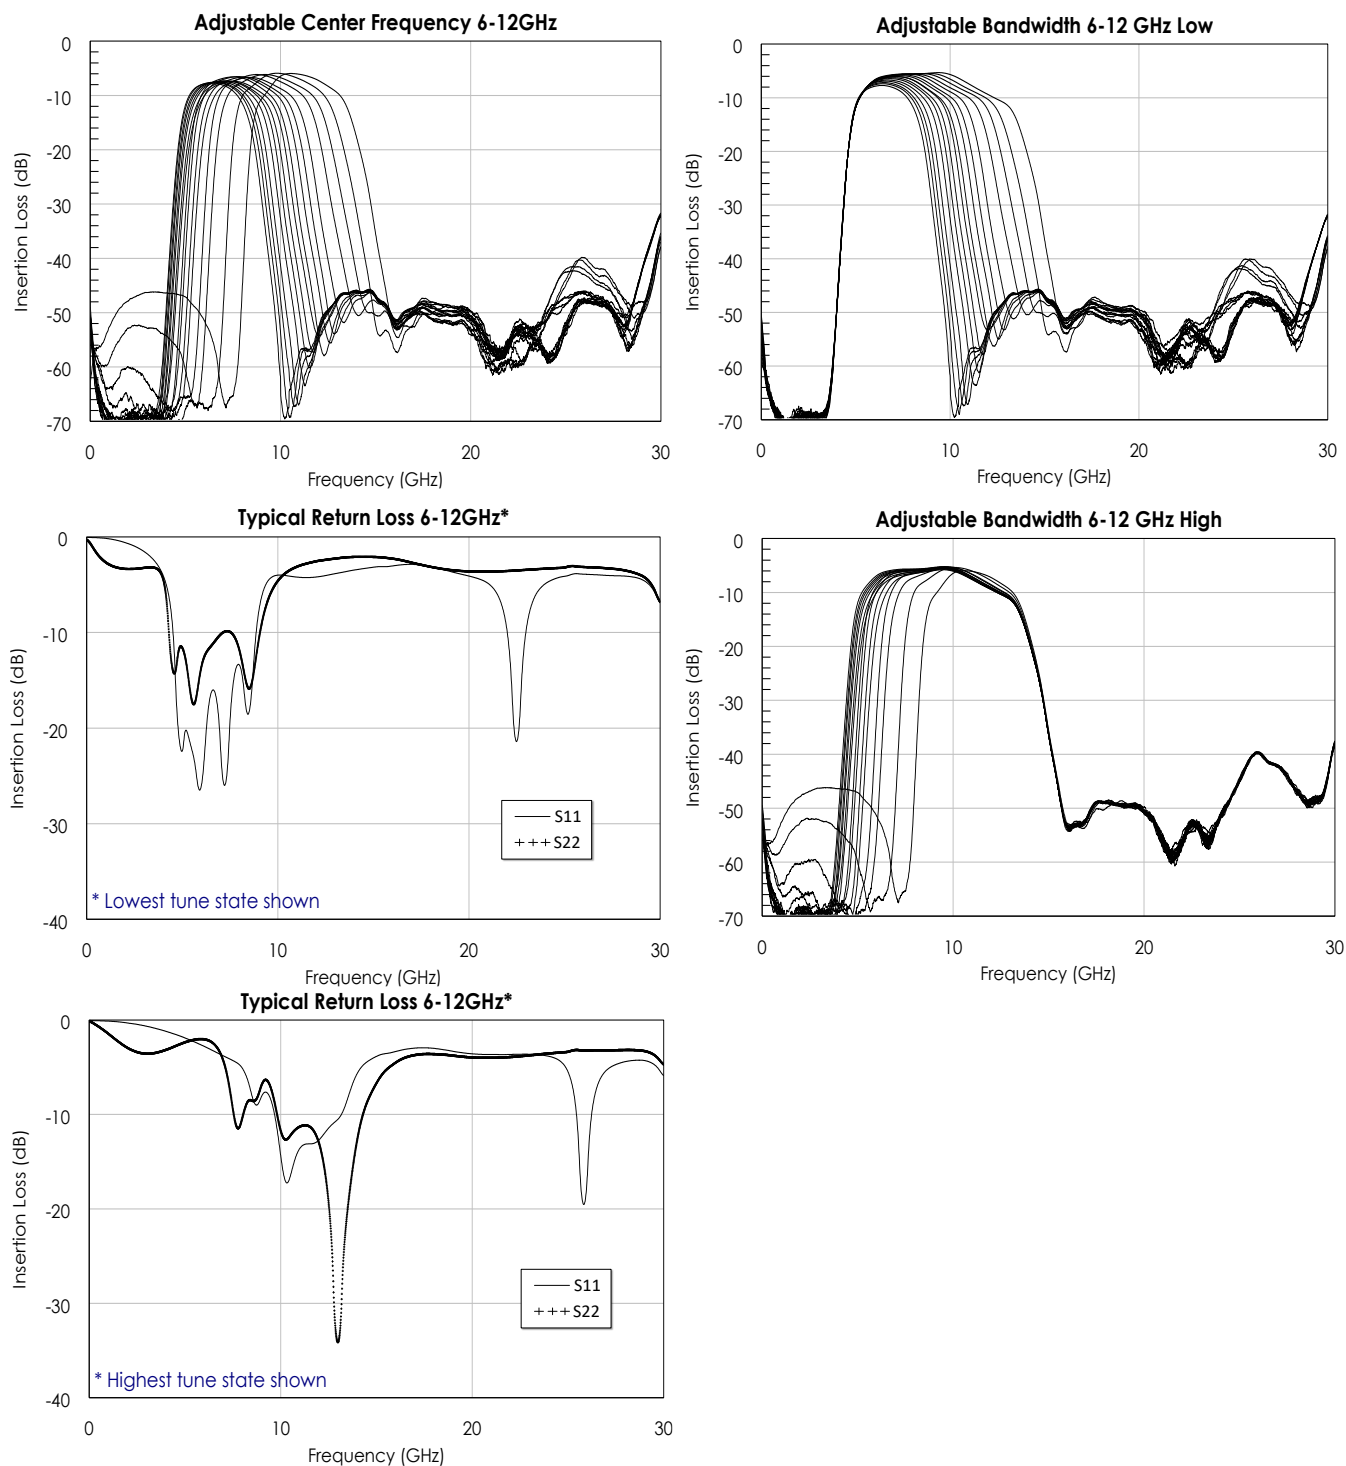 Adjustable Center Frequency 6-12GHz
0
-10
-20
-30
-40
-50
-60
-70
Insertion Loss (dB)
0 10 20 30
Frequency (GHz)
Adjustable Bandwidth 6-12 GHz Low
0
-10
-20
-30
-40
-50
-60
-70
Insertion Loss (dB)
0 10 20 30
Frequency (GHz)
Typical Return Loss 6-12GHz*
0
-10
-20
-30
-40
Insertion Loss (dB)
S11
S22
* Lowest tune state shown
0 10 20 30
Frequency (GHz)
Adjustable Bandwidth 6-12 GHz High
0
-10
-20
-30
-40
-50
-60
-70
Insertion Loss (dB)
0 10 20 30
Frequency (GHz)
Typical Return Loss 6-12GHz*
0
-10
-20
-30
-40
Insertion Loss (dB)
S11
S22
* Highest tune state shown
0 10 20 30
Frequency (GHz)